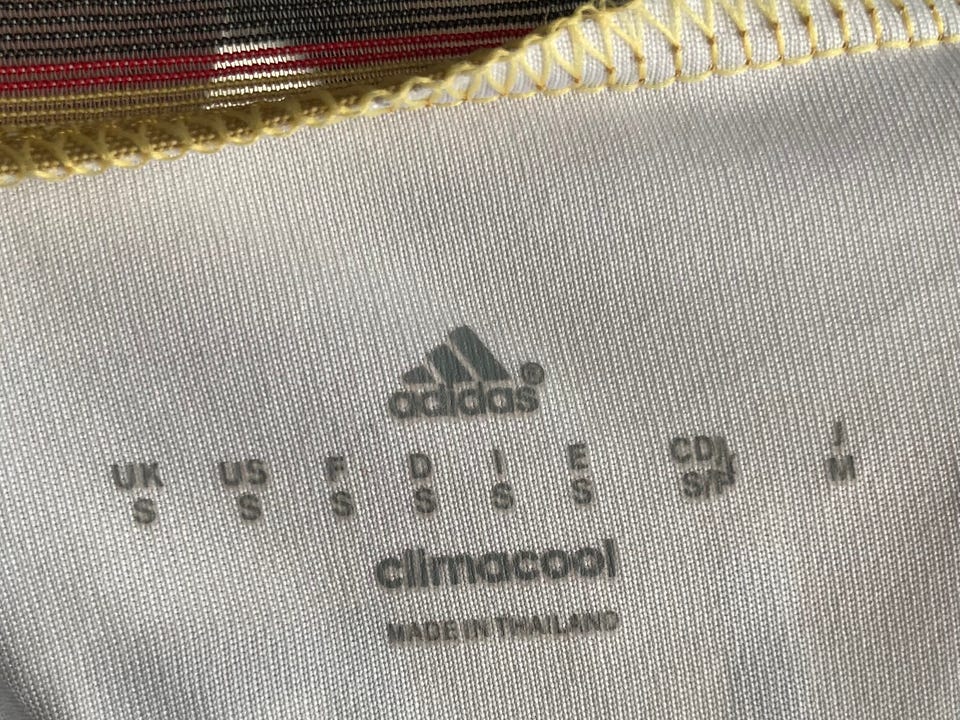 adidas®
UK US F D I E CDN J
S S S S S S S/P M
climacool
MADE IN THAILAND